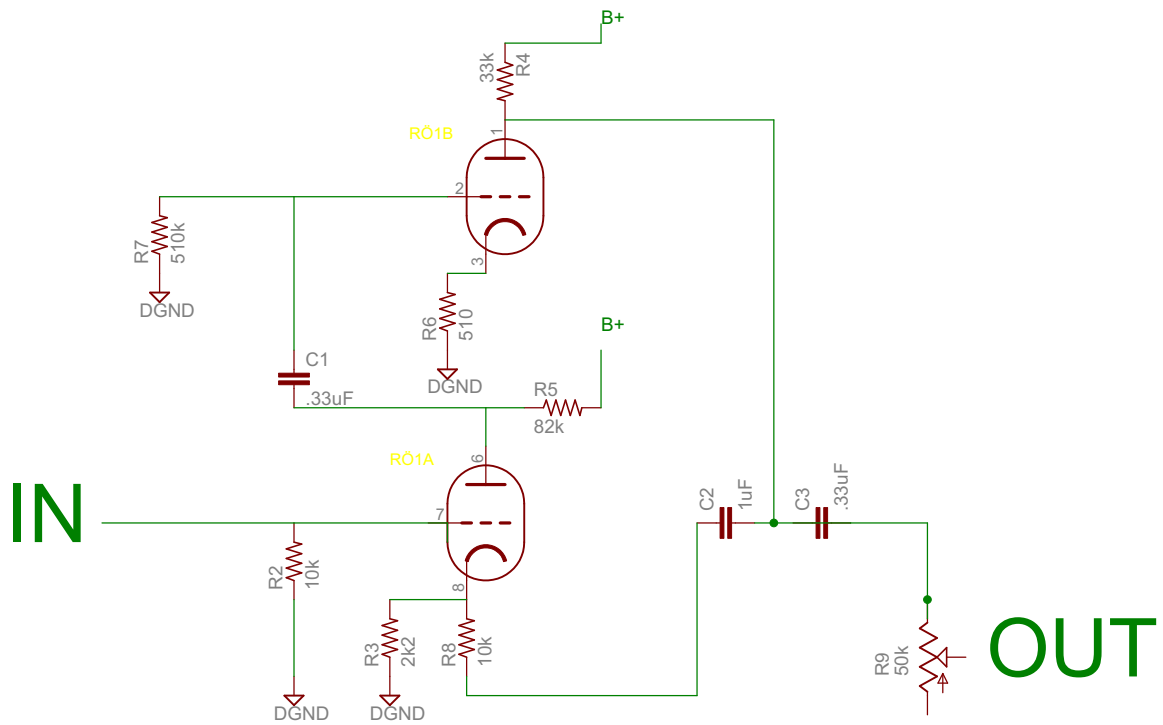 B+
33k
R4
RÖ1B
1
2
3
R7
510k
DGND
R6
510
DGND
B+
C1
.33uF
R5
82k
RÖ1A
6
7
8
IN
R2
10k
DGND
R3
2k2
DGND
R8
10k
C2
1uF
C3
.33uF
R9
50k
OUT